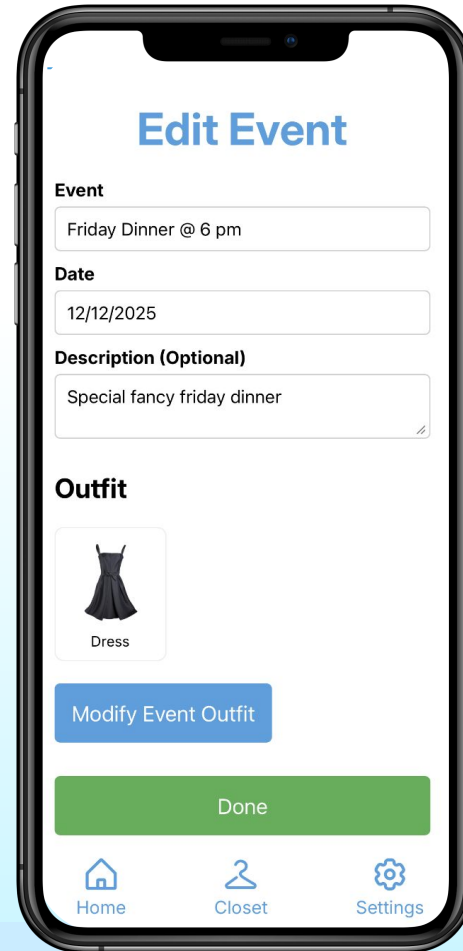 Edit Event
Event
Friday Dinner @ 6 pm
Date
12/12/2025
Description (Optional)
Special fancy friday dinner
Outfit
Dress
Modify Event Outfit
Done
Home Closet Settings